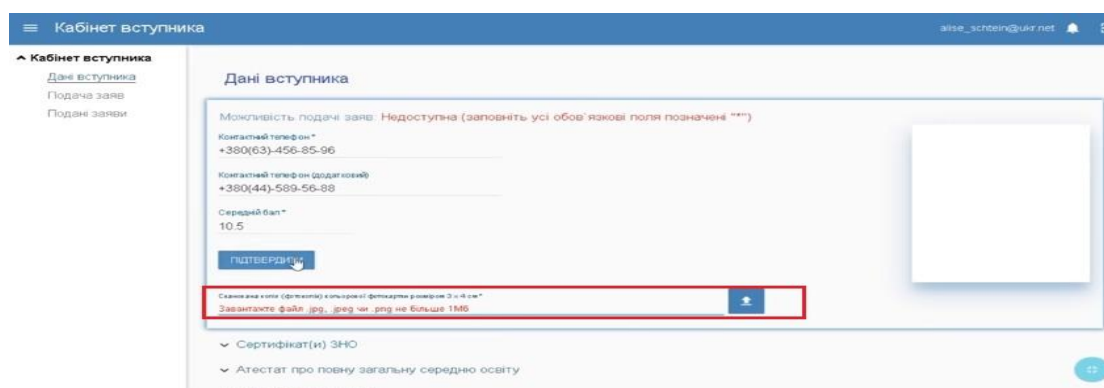 Кабінет вступника
alise_schtein@ukr.net
Кабінет вступника
Дані вступника
Подача заяв
Подані заяви
Дані вступника
Можливість подачі заяв: Недоступна (заповніть усі обов'язкові поля позначені "*")
Контактний телефон *
+380(63)-456-85-96
Контактний телефон (додатковий)
+380(44)-589-56-88
Середній бал *
10.5
ПІДТВЕРДИТИ
Сканована копія (фотокопія) кольорової фотокартки розміром 3 x 4 см *
Завантажте файл .jpg, .jpeg чи .png не більше 1Мб
Сертифікат(и) ЗНО
Атестат про повну загальну середню освіту